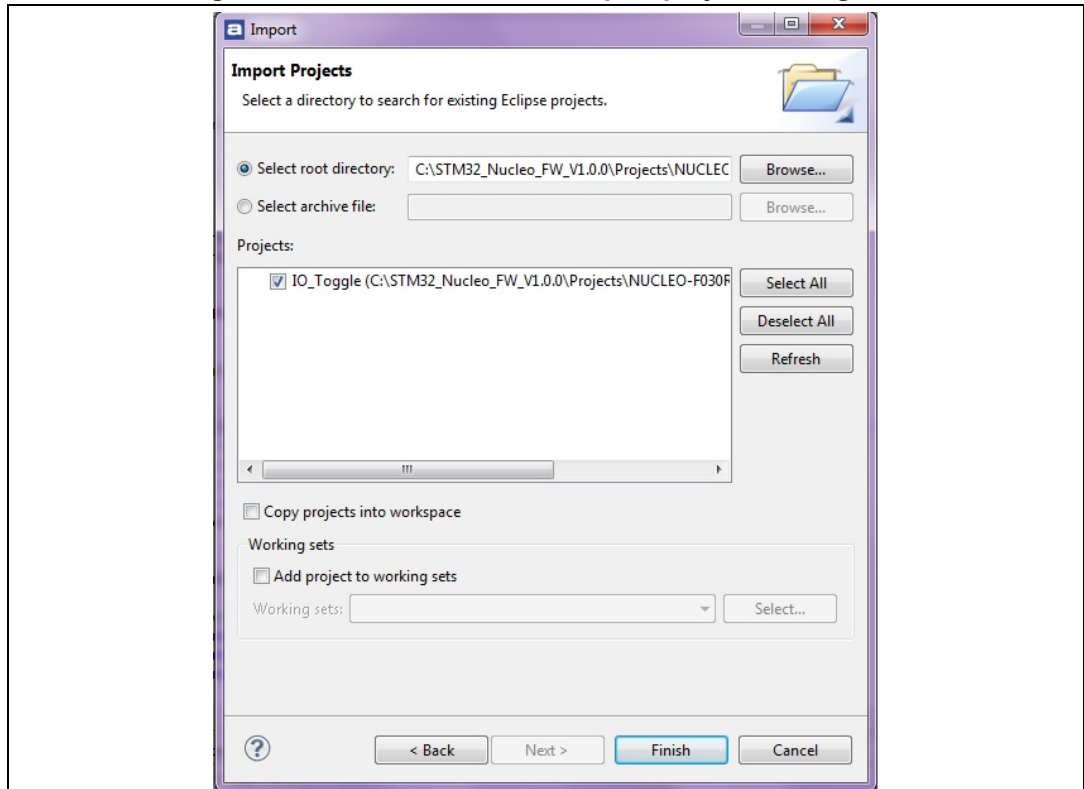 Import
Import Projects
Select a directory to search for existing Eclipse projects.
Select root directory: C:\STM32_Nucleo_FW_V1.0.0\Projects\NUCLEO Browse...
Select archive file: Browse...
Projects:
IO_Toggle (C:\STM32_Nucleo_FW_V1.0.0\Projects\NUCLEO-F030R Select All
Deselect All
Refresh
Copy projects into workspace
Working sets
Add project to working sets
Working sets: Select...
< Back Next > Finish Cancel